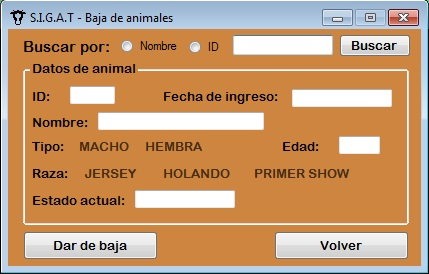 S.I.G.A.T - Baja de animales
Buscar por: Nombre ID Buscar
Datos de animal
ID: Fecha de ingreso:
Nombre:
Tipo: MACHO HEMBRA Edad:
Raza: JERSEY HOLANDO PRIMER SHOW
Estado actual:
Dar de baja Volver